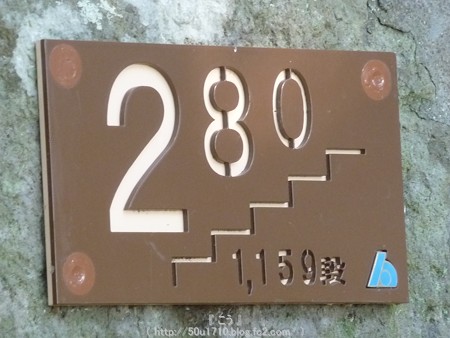 280
1,159段
( http://50u1710.blog.fc2.com/ )